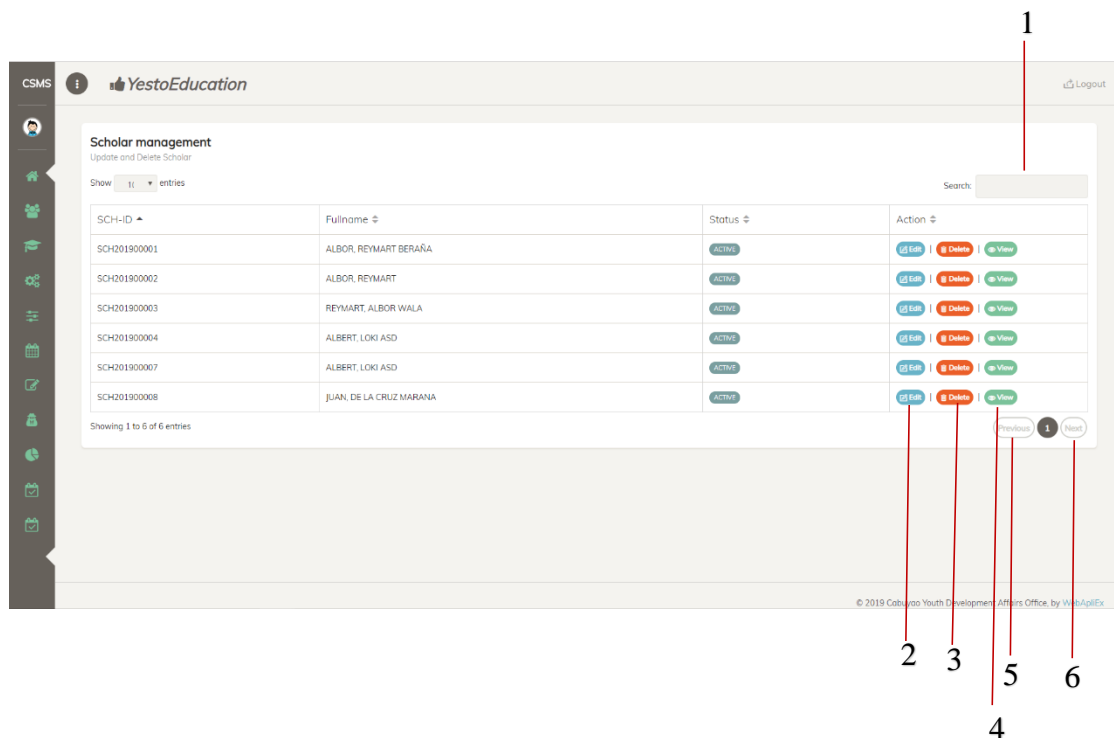 1
CSMS YestoEducation Logout
Scholar management
Update and Delete Scholar
Show 1( entries Search:
SCH-ID Fullname Status Action
SCH201900001 ALBOR, REYMART BERAÑA ACTIVE Edit | Delete | View
SCH201900002 ALBOR, REYMART ACTIVE Edit | Delete | View
SCH201900003 REYMART, ALBOR WALA ACTIVE Edit | Delete | View
SCH201900004 ALBERT, LOKI ASD ACTIVE Edit | Delete | View
SCH201900007 ALBERT, LOKI ASD ACTIVE Edit | Delete | View
SCH201900008 JUAN, DE LA CRUZ MARANA ACTIVE Edit | Delete | View
Showing 1 to 6 of 6 entries Previous 1 Next
© 2019 Cabuyao Youth Development Affairs Office, by WebApliEx
2 3 5 6
4